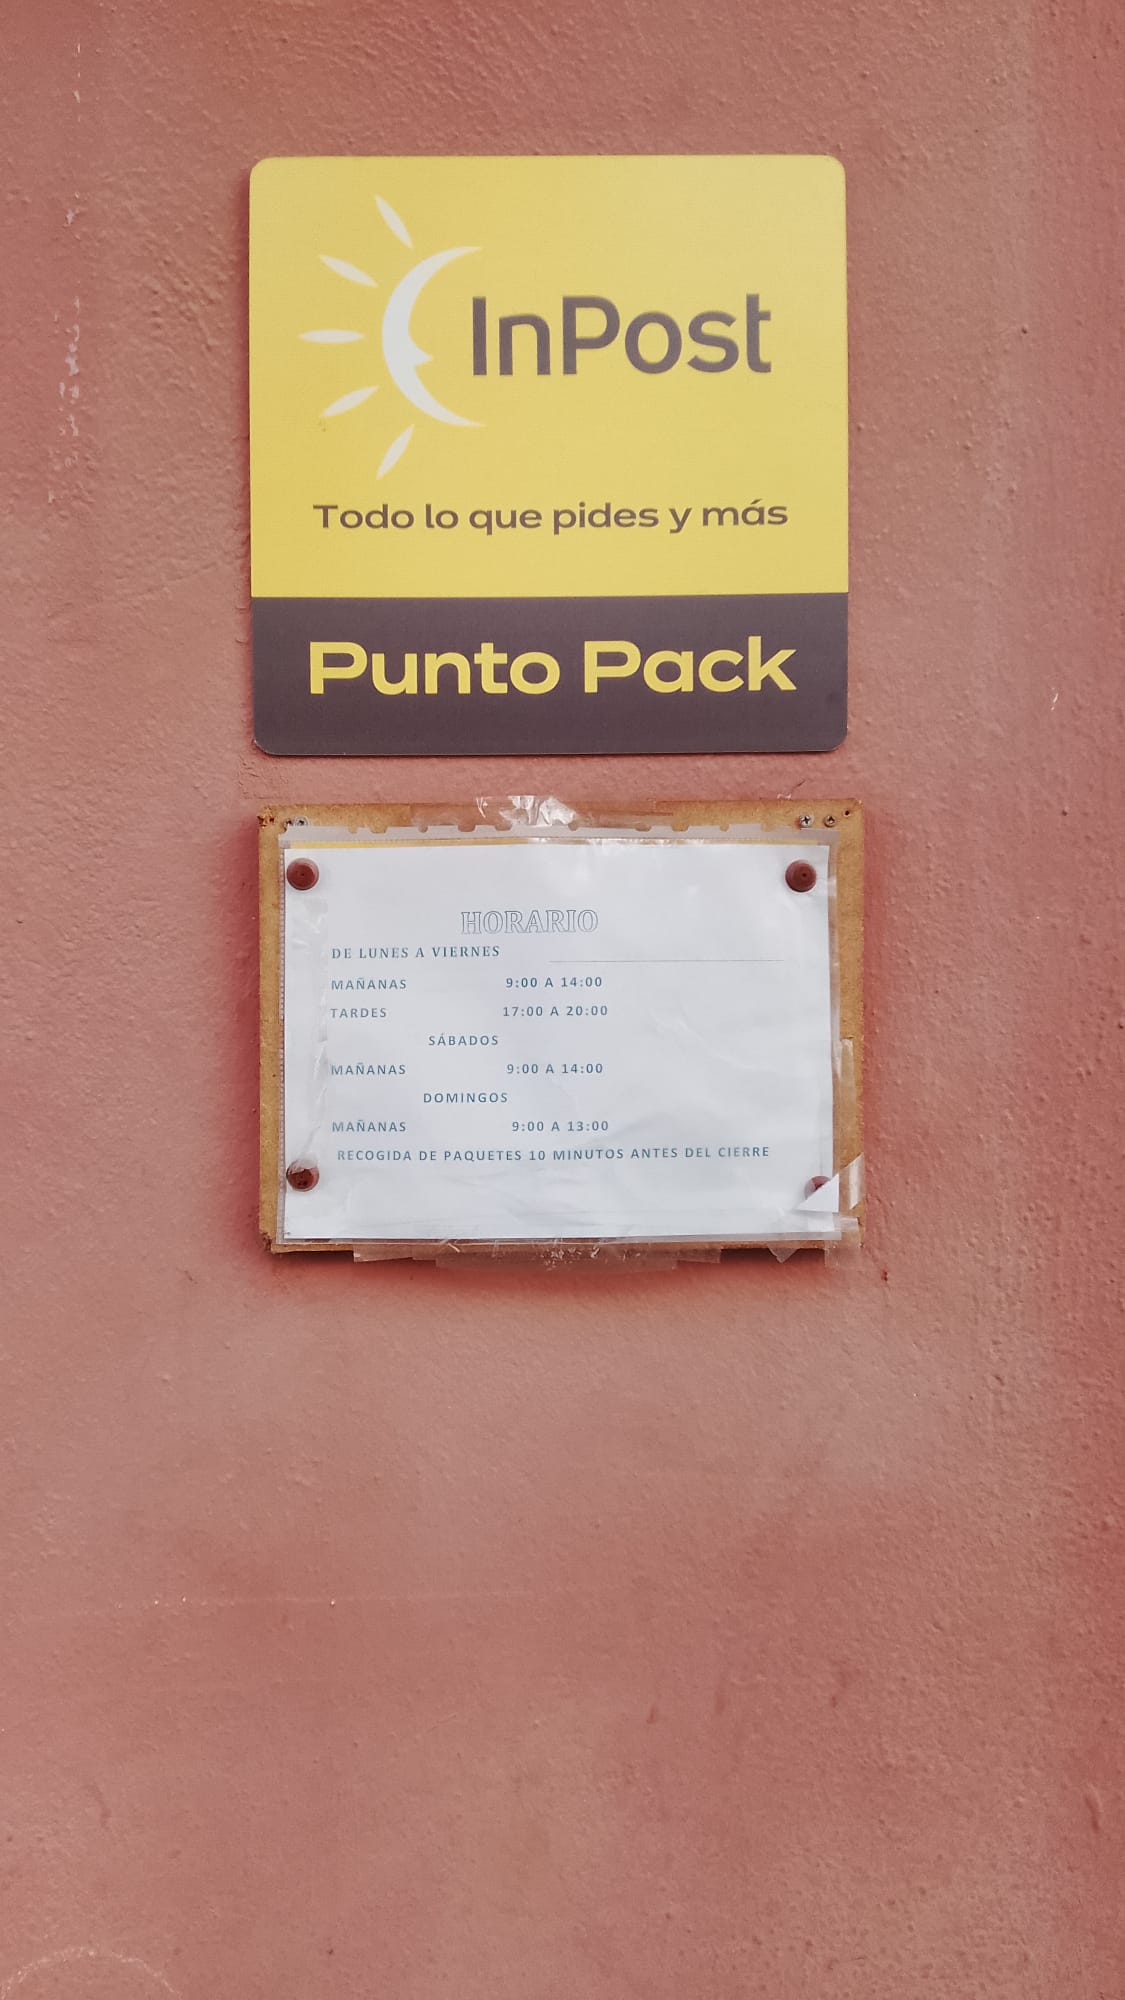 InPost
Todo lo que pides y más
Punto Pack
HORARIO
DE LUNES A VIERNES
MAÑANAS 9:00 A 14:00
TARDES 17:00 A 20:00
SÁBADOS
MAÑANAS 9:00 A 14:00
DOMINGOS
MAÑANAS 9:00 A 13:00
RECOGIDA DE PAQUETES 10 MINUTOS ANTES DEL CIERRE